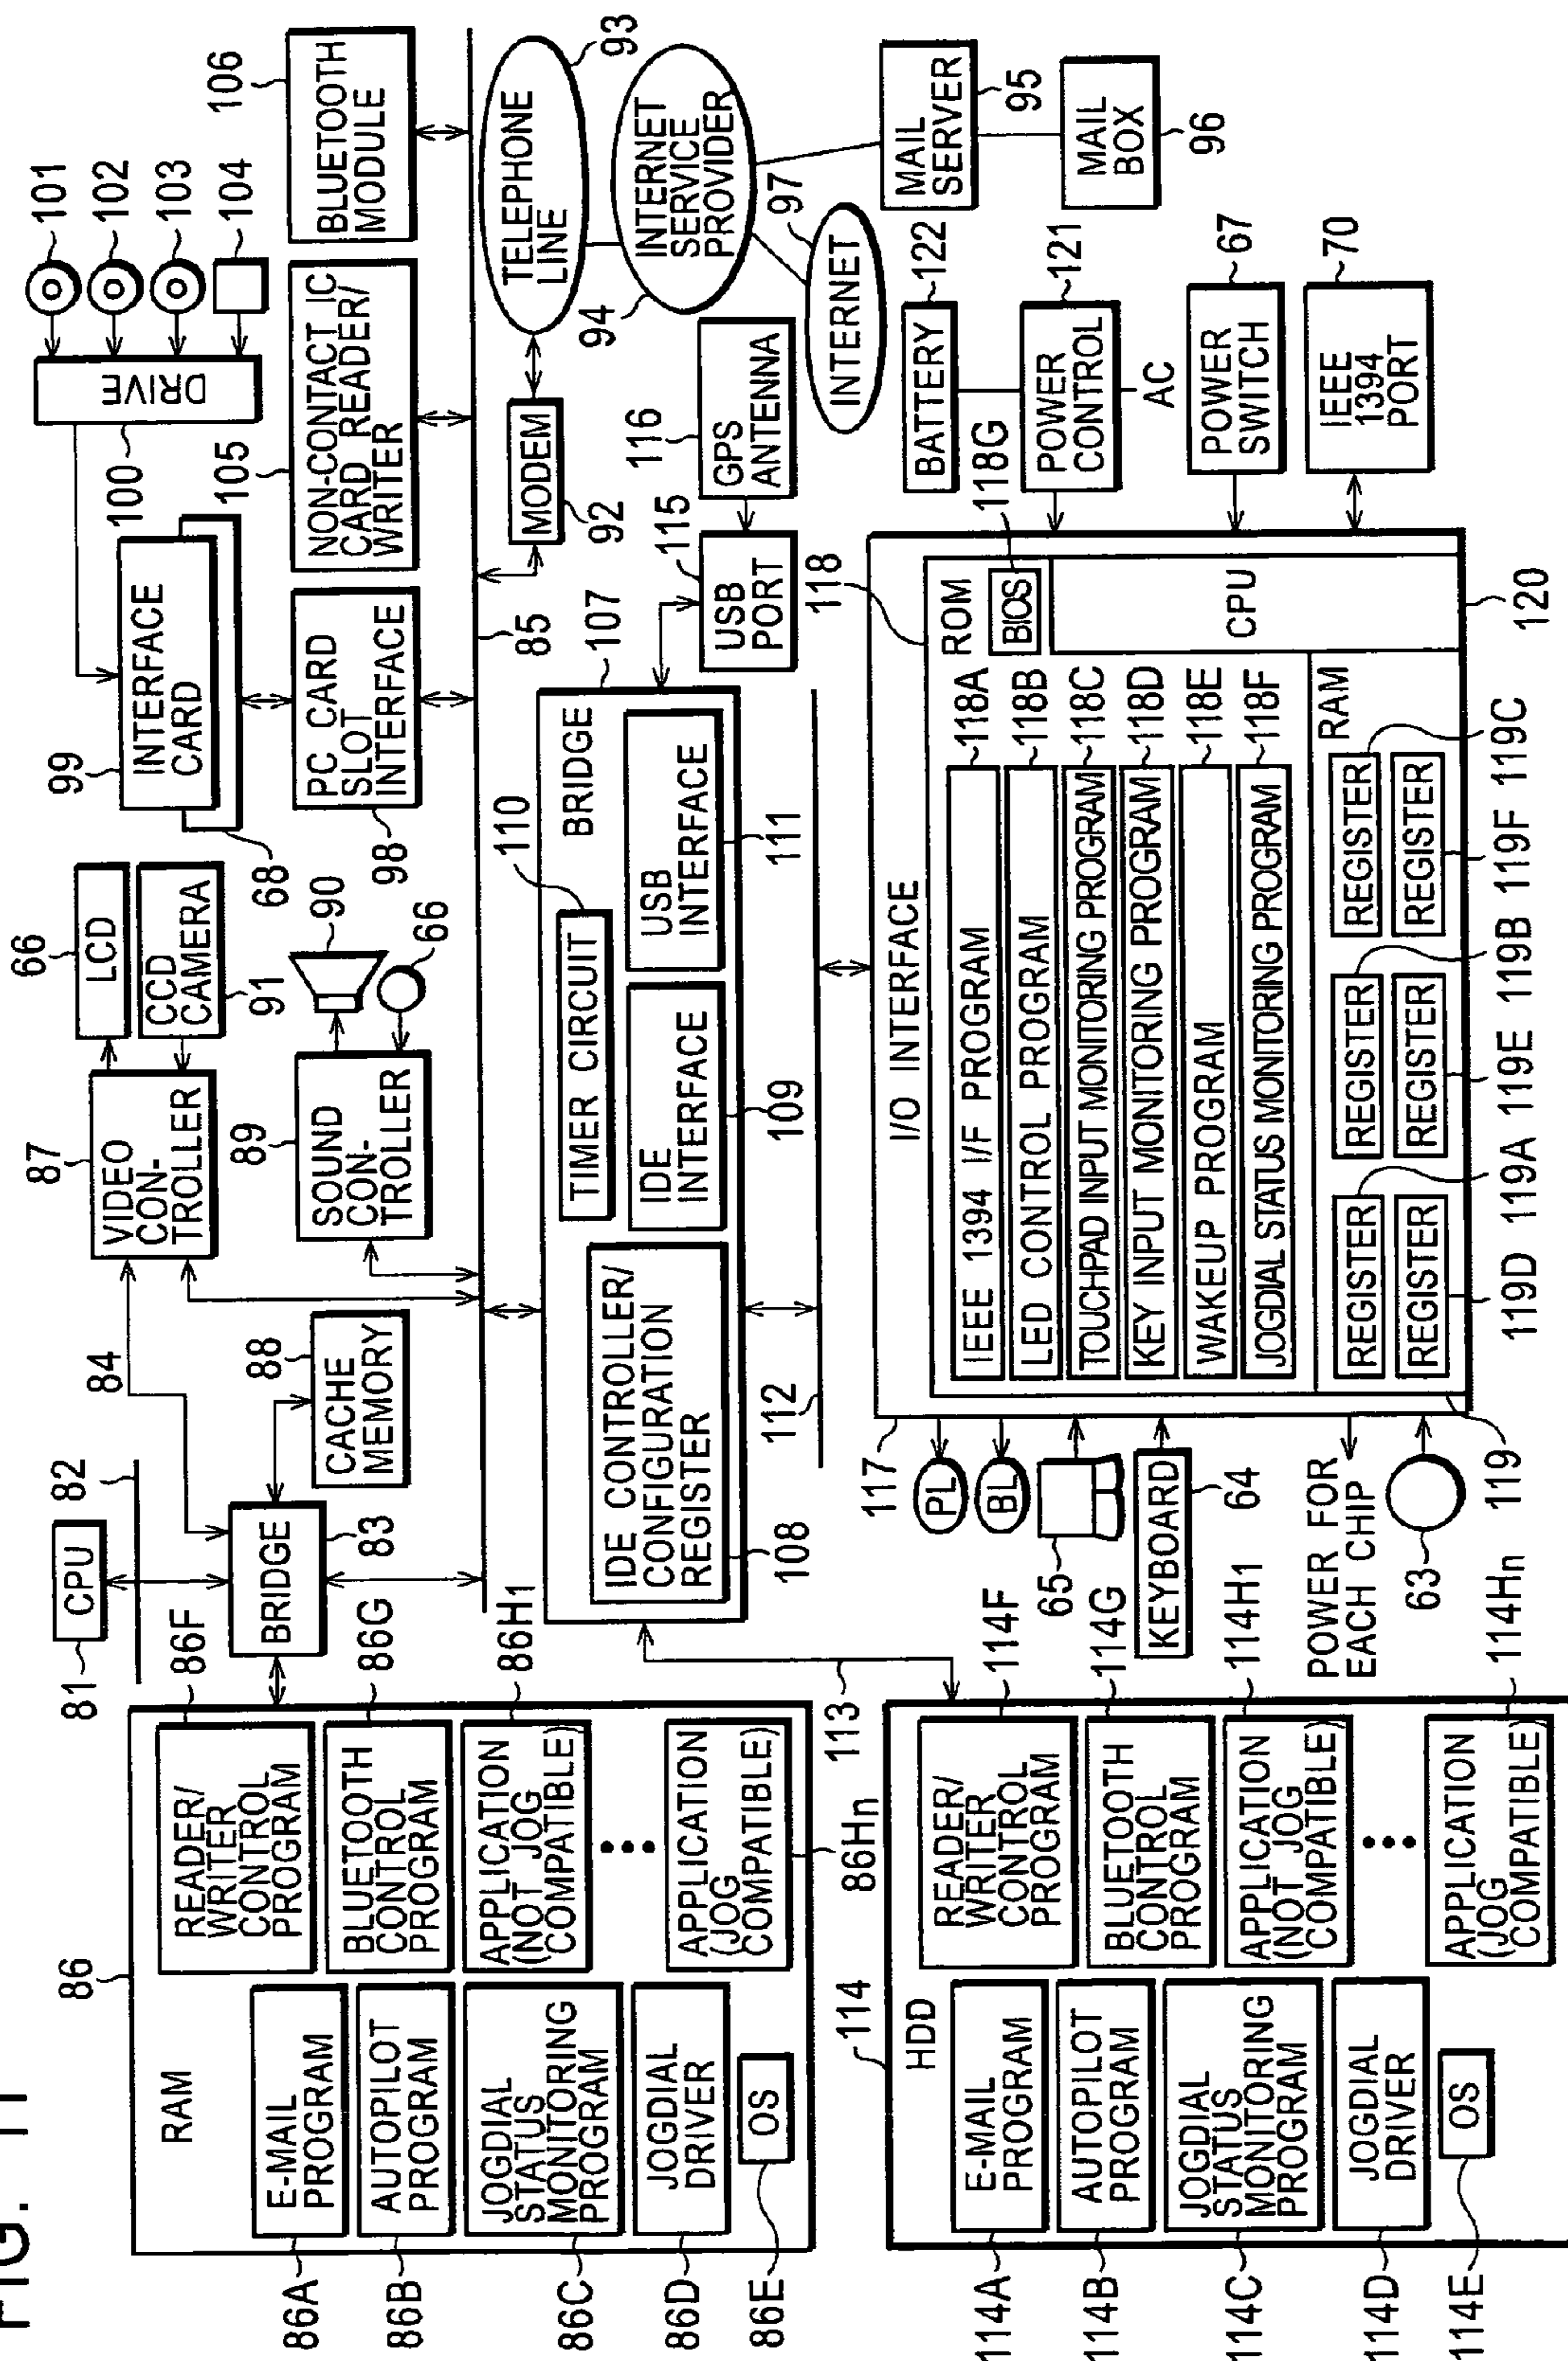 FIG. 11
86
RAM
86A
E-MAIL
PROGRAM
86B
AUTOPILOT
PROGRAM
86C
JOGDIAL
STATUS
MONITORING
PROGRAM
86D
JOGDIAL
DRIVER
86E
OS
86F
READER/
WRITER
CONTROL
PROGRAM
86G
BLUETOOTH
CONTROL
PROGRAM
86H1
APPLICATION
(NOT JOG
COMPATIBLE)
86Hn
APPLICATION
(JOG
COMPATIBLE)
81
CPU
82
BRIDGE
83
84
88
CACHE
MEMORY
87
VIDEO
CON-
TROLLER
66
LCD
CCD
CAMERA
91
89
SOUND
CON-
TROLLER
90
66
99
INTERFACE
CARD
68
98
PC CARD
SLOT
INTERFACE
100
DRIVE
101
102
103
104
105
NON-CONTACT IC
CARD READER/
WRITER
106
BLUETOOTH
MODULE
85
MODEM
92
TELEPHONE
LINE
93
94
INTERNET
SERVICE
PROVIDER
MAIL
SERVER
95
MAIL
BOX
96
97
INTERNET
107
BRIDGE
110
TIMER CIRCUIT
IDE CONTROLLER/
CONFIGURATION
REGISTER
108
IDE
INTERFACE
109
USB
INTERFACE
111
115
USB
PORT
116
GPS
ANTENNA
112
113
114
HDD
114A
E-MAIL
PROGRAM
114B
AUTOPILOT
PROGRAM
114C
JOGDIAL
STATUS
MONITORING
PROGRAM
114D
JOGDIAL
DRIVER
114E
OS
114F
READER/
WRITER
CONTROL
PROGRAM
114G
BLUETOOTH
CONTROL
PROGRAM
114H1
APPLICATION
(NOT JOG
COMPATIBLE)
114Hn
APPLICATION
(JOG
COMPATIBLE)
117
PL
BL
65
KEYBOARD
64
POWER FOR
EACH CHIP
63
I/O INTERFACE
118
ROM
118G
BIOS
IEEE 1394 I/F PROGRAM
118A
LED CONTROL PROGRAM
118B
TOUCHPAD INPUT MONITORING PROGRAM
118C
KEY INPUT MONITORING PROGRAM
118D
WAKEUP PROGRAM
118E
JOGDIAL STATUS MONITORING PROGRAM
118F
CPU
120
RAM
REGISTER
REGISTER
REGISTER
REGISTER
REGISTER
REGISTER
119
119D
119A
119E
119B
119F
119C
BATTERY
122
POWER
CONTROL
121
AC
POWER
SWITCH
67
IEEE
1394
PORT
70